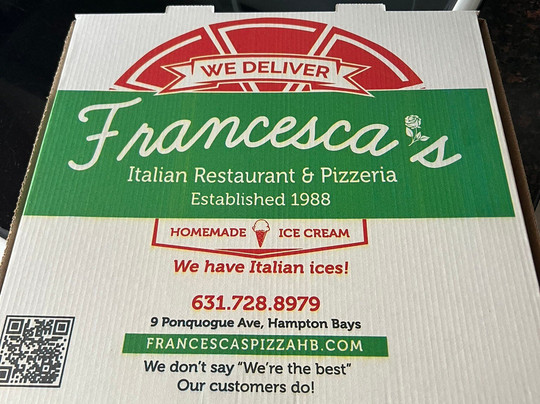 WE DELIVER
Francesca's
Italian Restaurant & Pizzeria
Established 1988
HOMEMADE ICE CREAM
We have Italian ices!
631.728.8979
9 Ponquogue Ave, Hampton Bays
FRANCESCASPIZZAHB.COM
We don't say "We're the best"
Our customers do!